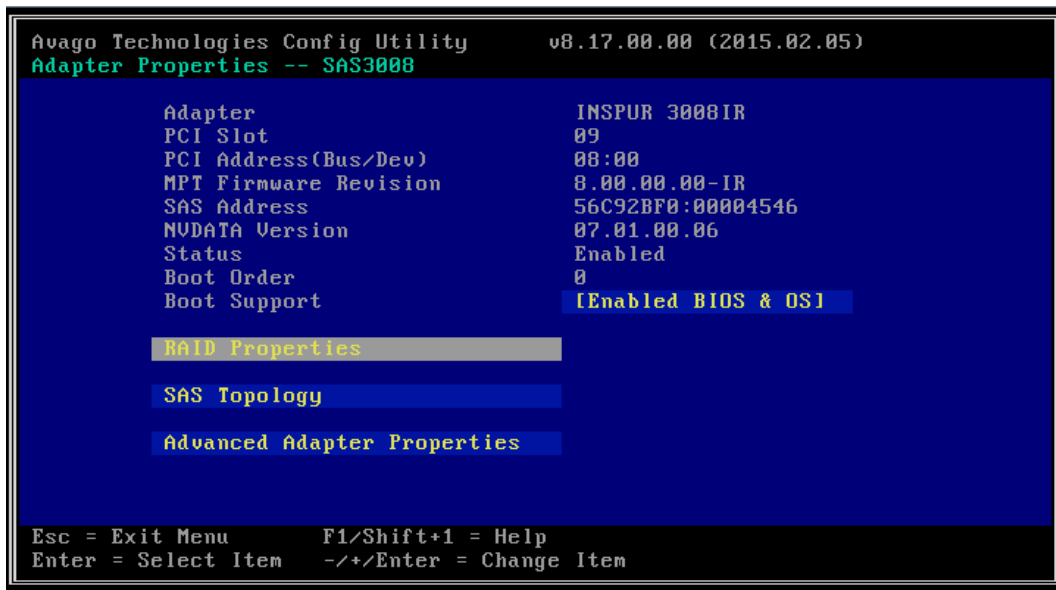 Avago Technologies Config Utility v8.17.00.00 (2015.02.05)
Adapter Properties -- SAS3008
Adapter INSPUR 3008IR
PCI Slot 09
PCI Address(Bus/Dev) 08:00
MPT Firmware Revision 8.00.00.00-IR
SAS Address 56C92BF0:00004546
NVDATA Version 07.01.00.06
Status Enabled
Boot Order 0
Boot Support [Enabled BIOS & OS]
RAID Properties
SAS Topology
Advanced Adapter Properties
Esc = Exit Menu F1/Shift+1 = Help
Enter = Select Item -/+/Enter = Change Item